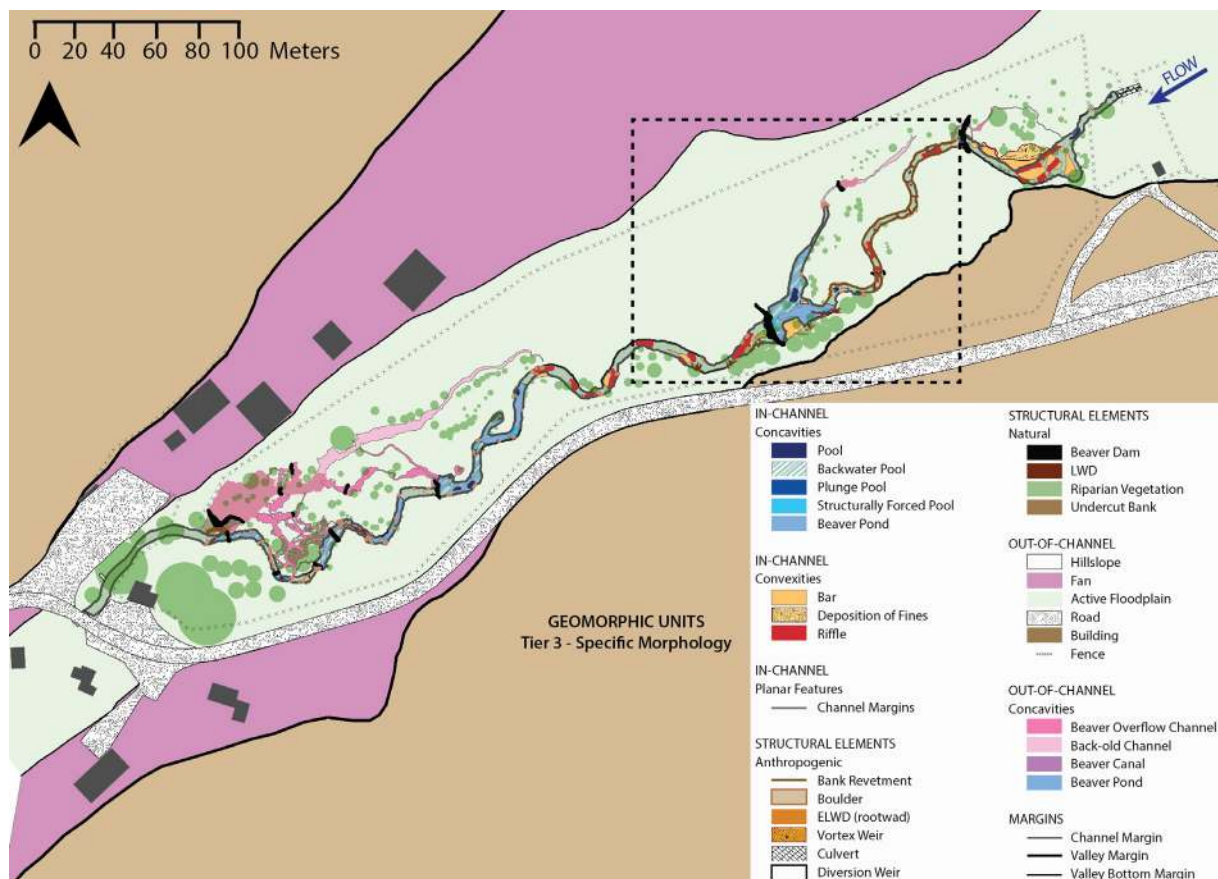 0 20 40 60 80 100 Meters
FLOW
GEOMORPHIC UNITS
Tier 3 - Specific Morphology
IN-CHANNEL
Concavities
Pool
Backwater Pool
Plunge Pool
Structurally Forced Pool
Beaver Pond
IN-CHANNEL
Convexities
Bar
Deposition of Fines
Riffle
IN-CHANNEL
Planar Features
Channel Margins
STRUCTURAL ELEMENTS
Anthropogenic
Bank Revetment
Boulder
ELWD (rootwad)
Vortex Weir
Culvert
Diversion Weir
STRUCTURAL ELEMENTS
Natural
Beaver Dam
LWD
Riparian Vegetation
Undercut Bank
OUT-OF-CHANNEL
Hillslope
Fan
Active Floodplain
Road
Building
Fence
OUT-OF-CHANNEL
Concavities
Beaver Overflow Channel
Back-old Channel
Beaver Canal
Beaver Pond
MARGINS
Channel Margin
Valley Margin
Valley Bottom Margin